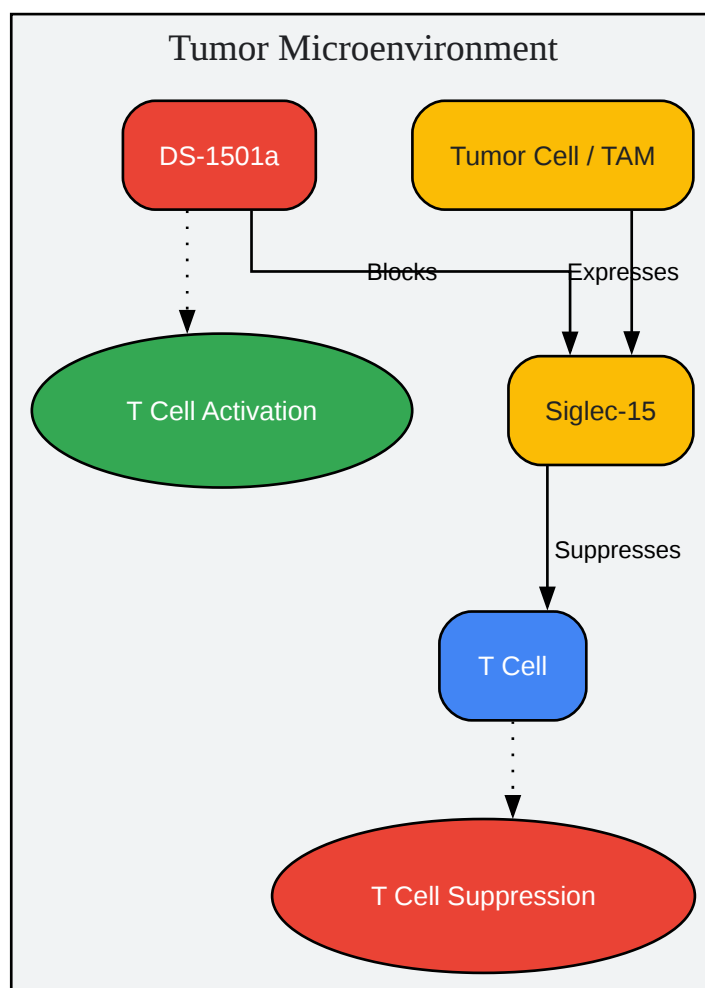 Tumor Microenvironment
DS-1501a
Tumor Cell / TAM
Blocks
Expresses
T Cell Activation
Siglec-15
Suppresses
T Cell
T Cell Suppression